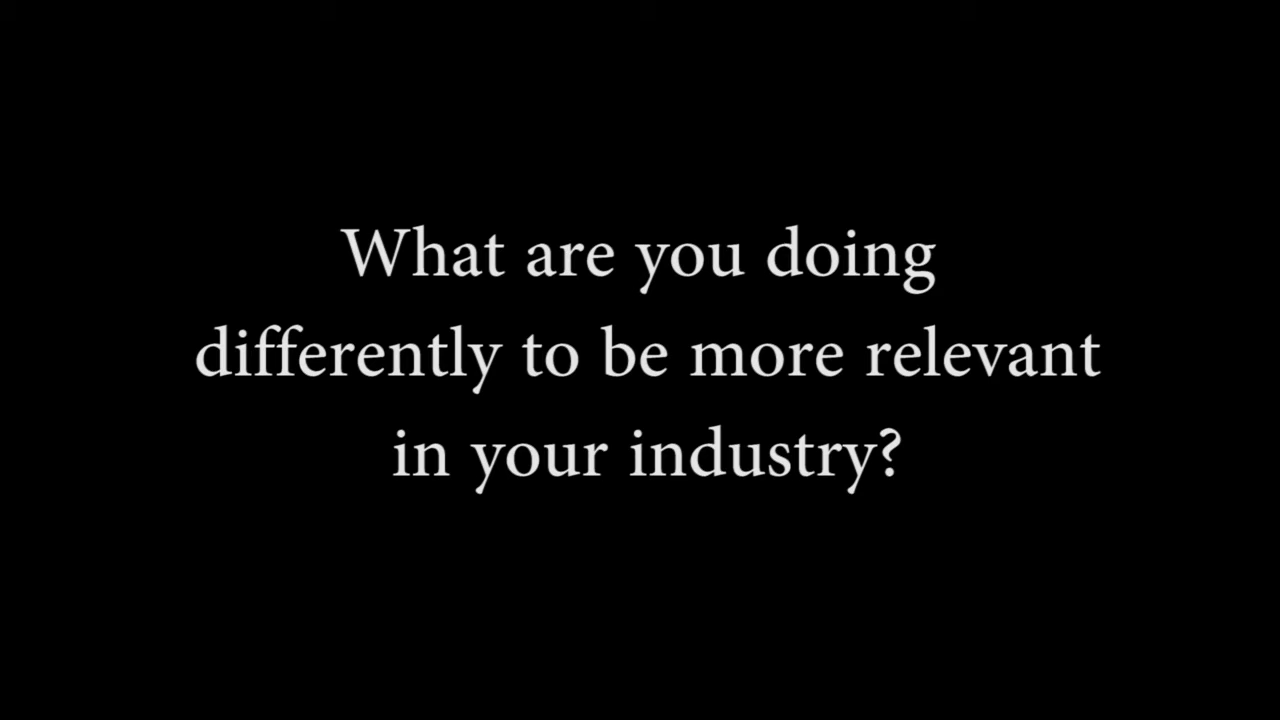 What are you doing
differently to be more relevant
in your industry?